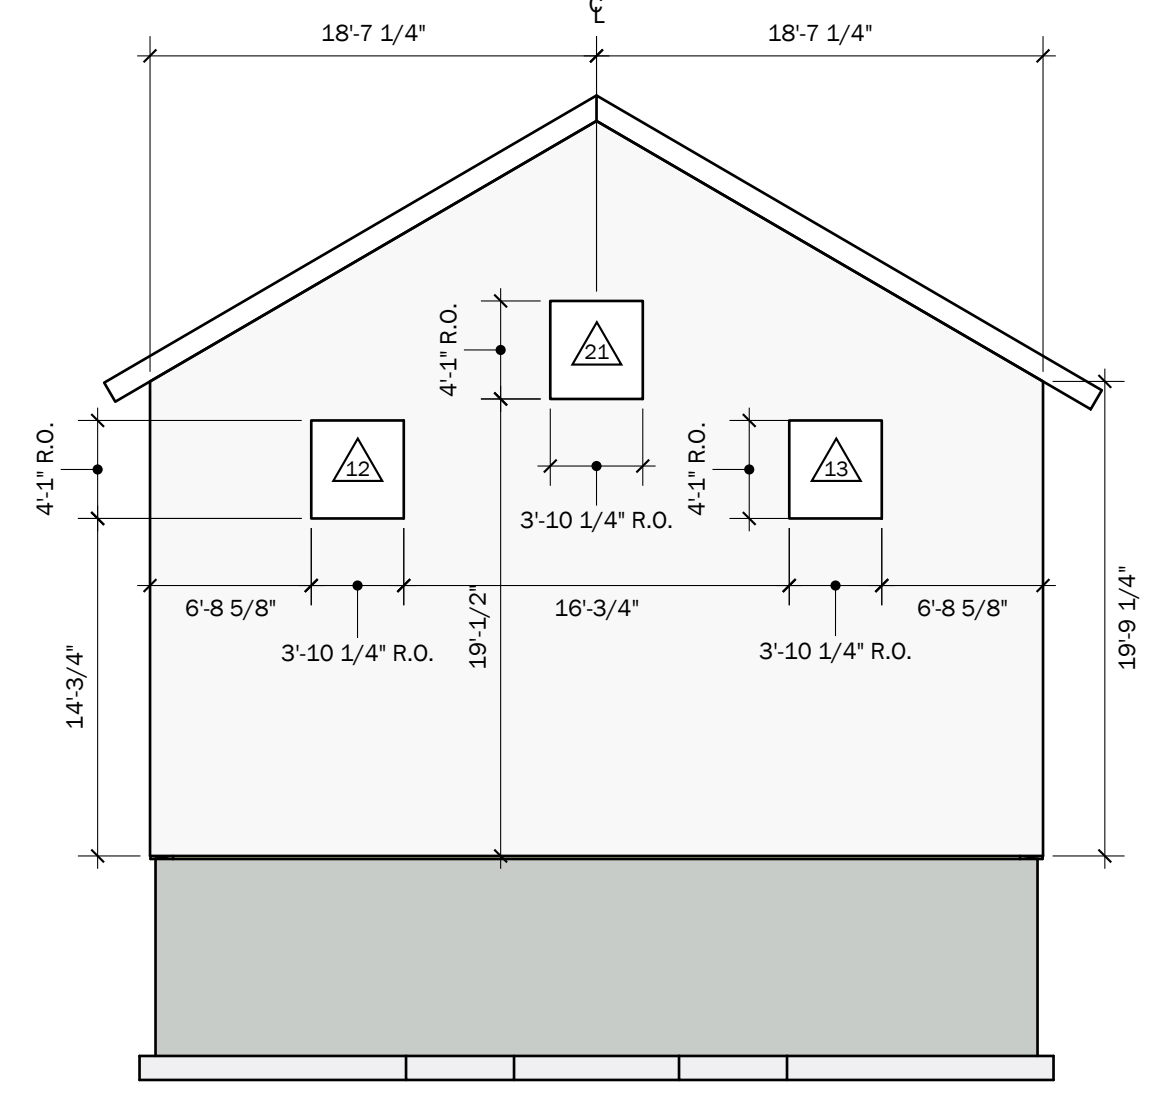 ℄
18'-7 1/4"
18'-7 1/4"
4'-1" R.O.
21
4'-1" R.O.
12
4'-1" R.O.
13
3'-10 1/4" R.O.
6'-8 5/8"
19'-1/2"
16'-3/4"
6'-8 5/8"
19'-9 1/4"
3'-10 1/4" R.O.
3'-10 1/4" R.O.
14'-3/4"